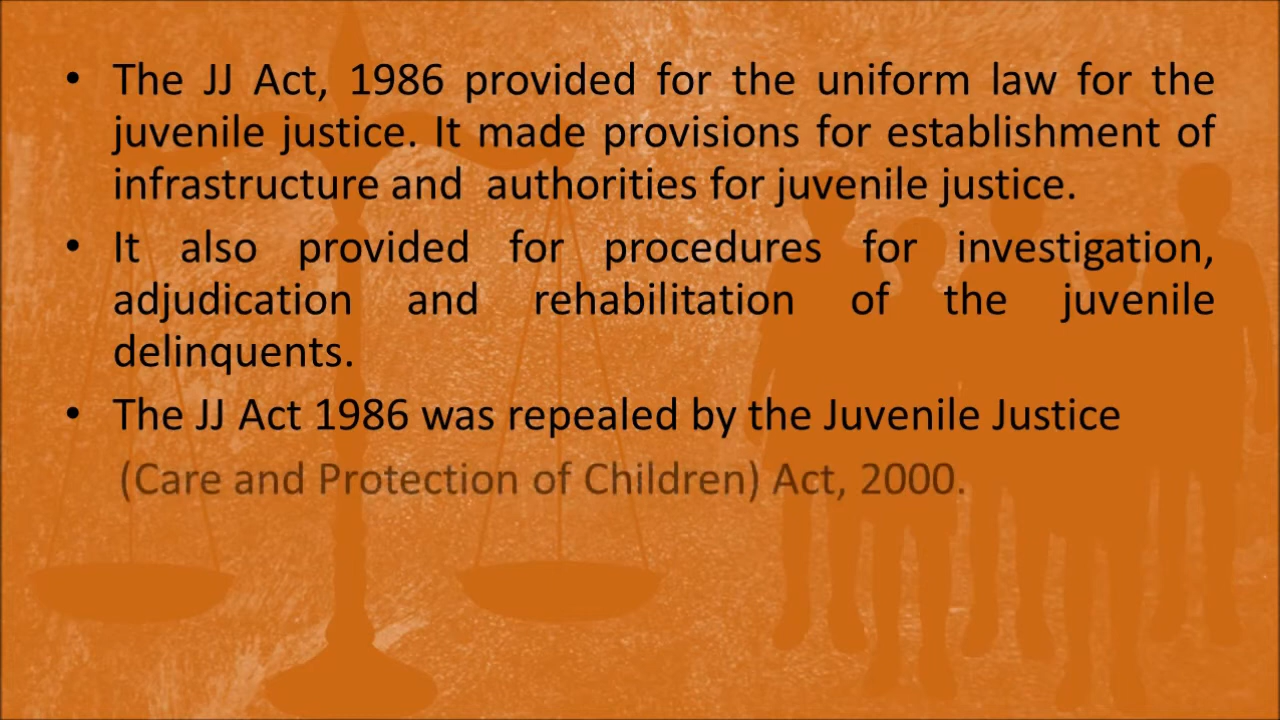 • The JJ Act, 1986 provided for the uniform law for the
juvenile justice. It made provisions for establishment of
infrastructure and authorities for juvenile justice.
• It also provided for procedures for investigation,
adjudication and rehabilitation of the juvenile
delinquents.
• The JJ Act 1986 was repealed by the Juvenile Justice
(Care and Protection of Children) Act, 2000.